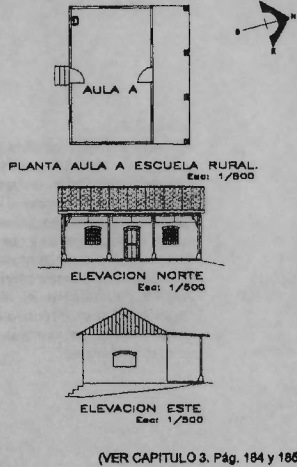 N
S
E
AULA A
PLANTA AULA A ESCUELA RURAL.
Esc: 1/500
ELEVACION NORTE
Esc: 1/500
ELEVACION ESTE
Esc: 1/500
(VER CAPITULO 3. Pág. 184 y 186